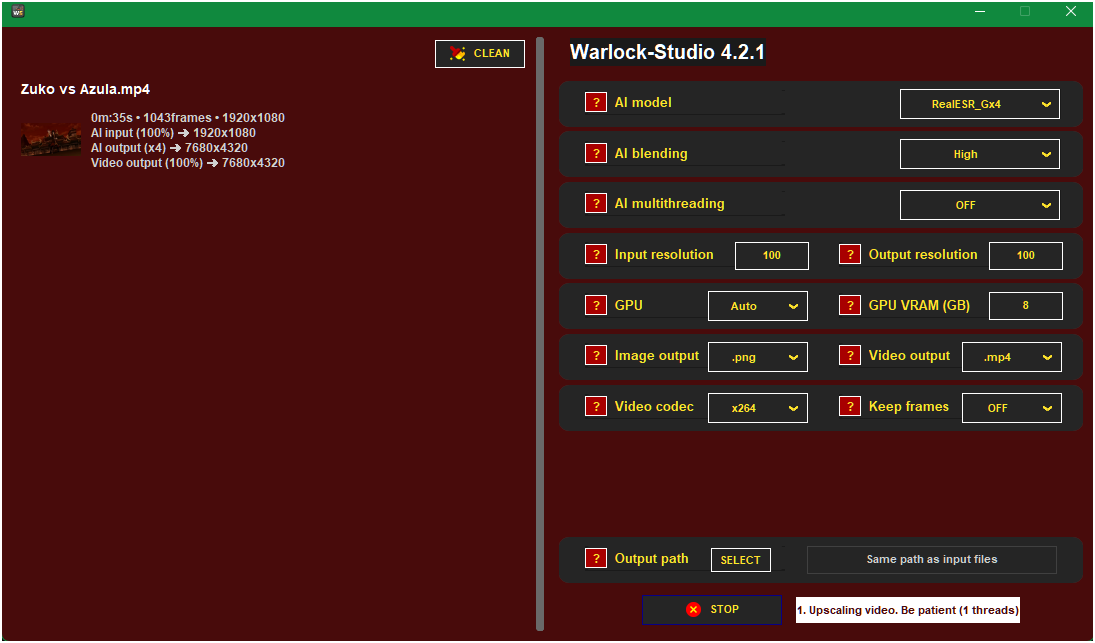 WS
CLEAN
Zuko vs Azula.mp4
0m:35s • 1043frames • 1920x1080
AI input (100%) ➔ 1920x1080
AI output (x4) ➔ 7680x4320
Video output (100%) ➔ 7680x4320
Warlock-Studio 4.2.1
? AI model RealESR_Gx4
? AI blending High
? AI multithreading OFF
? Input resolution 100 ? Output resolution 100
? GPU Auto ? GPU VRAM (GB) 8
? Image output .png ? Video output .mp4
? Video codec x264 ? Keep frames OFF
? Output path SELECT Same path as input files
STOP 1. Upscaling video. Be patient (1 threads)